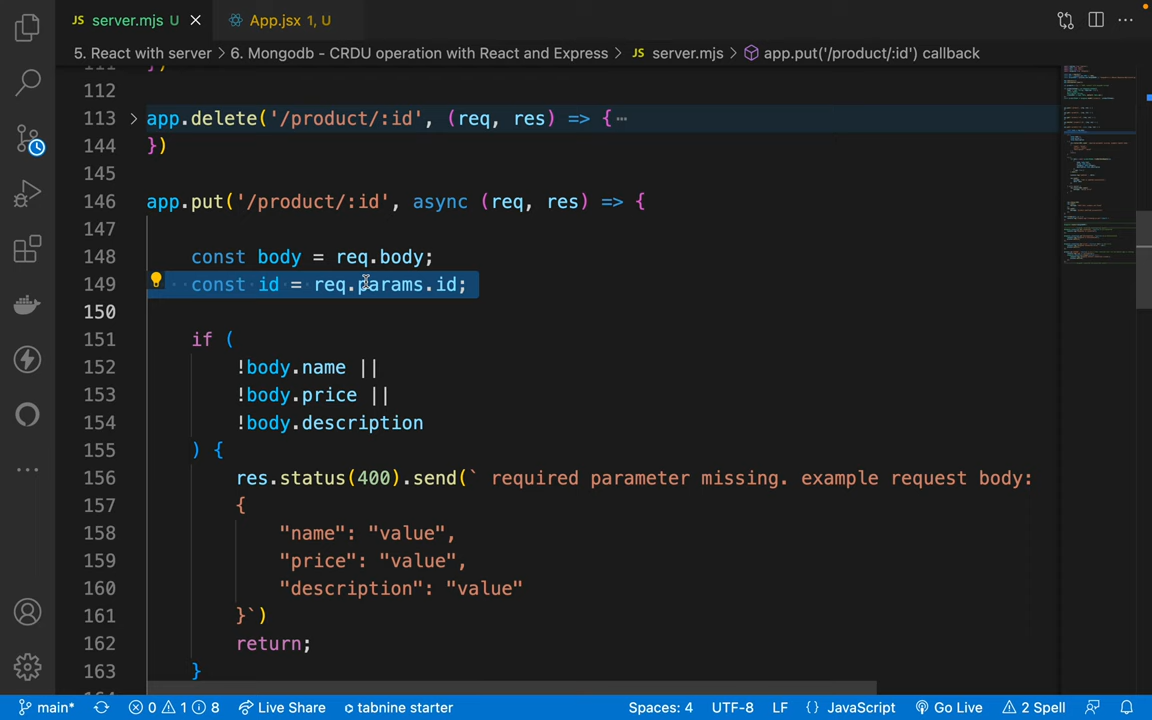 JS server.mjs U ×
App.jsx 1, U
5. React with server > 6. Mongodb - CRDU operation with React and Express > JS server.mjs > app.put('/product/:id') callback
112
113 > app.delete('/product/:id', (req, res) => {…
144 })
145
146 app.put('/product/:id', async (req, res) => {
147
148 const body = req.body;
149 const id = req.params.id;
150
151 if (
152 !body.name ||
153 !body.price ||
154 !body.description
155 ) {
156 res.status(400).send(` required parameter missing. example request body:
157 {
158 "name": "value",
159 "price": "value",
160 "description": "value"
161 }`)
162 return;
163 }
main* 0 1 8 Live Share tabnine starter Spaces: 4 UTF-8 LF {} JavaScript Go Live 2 Spell